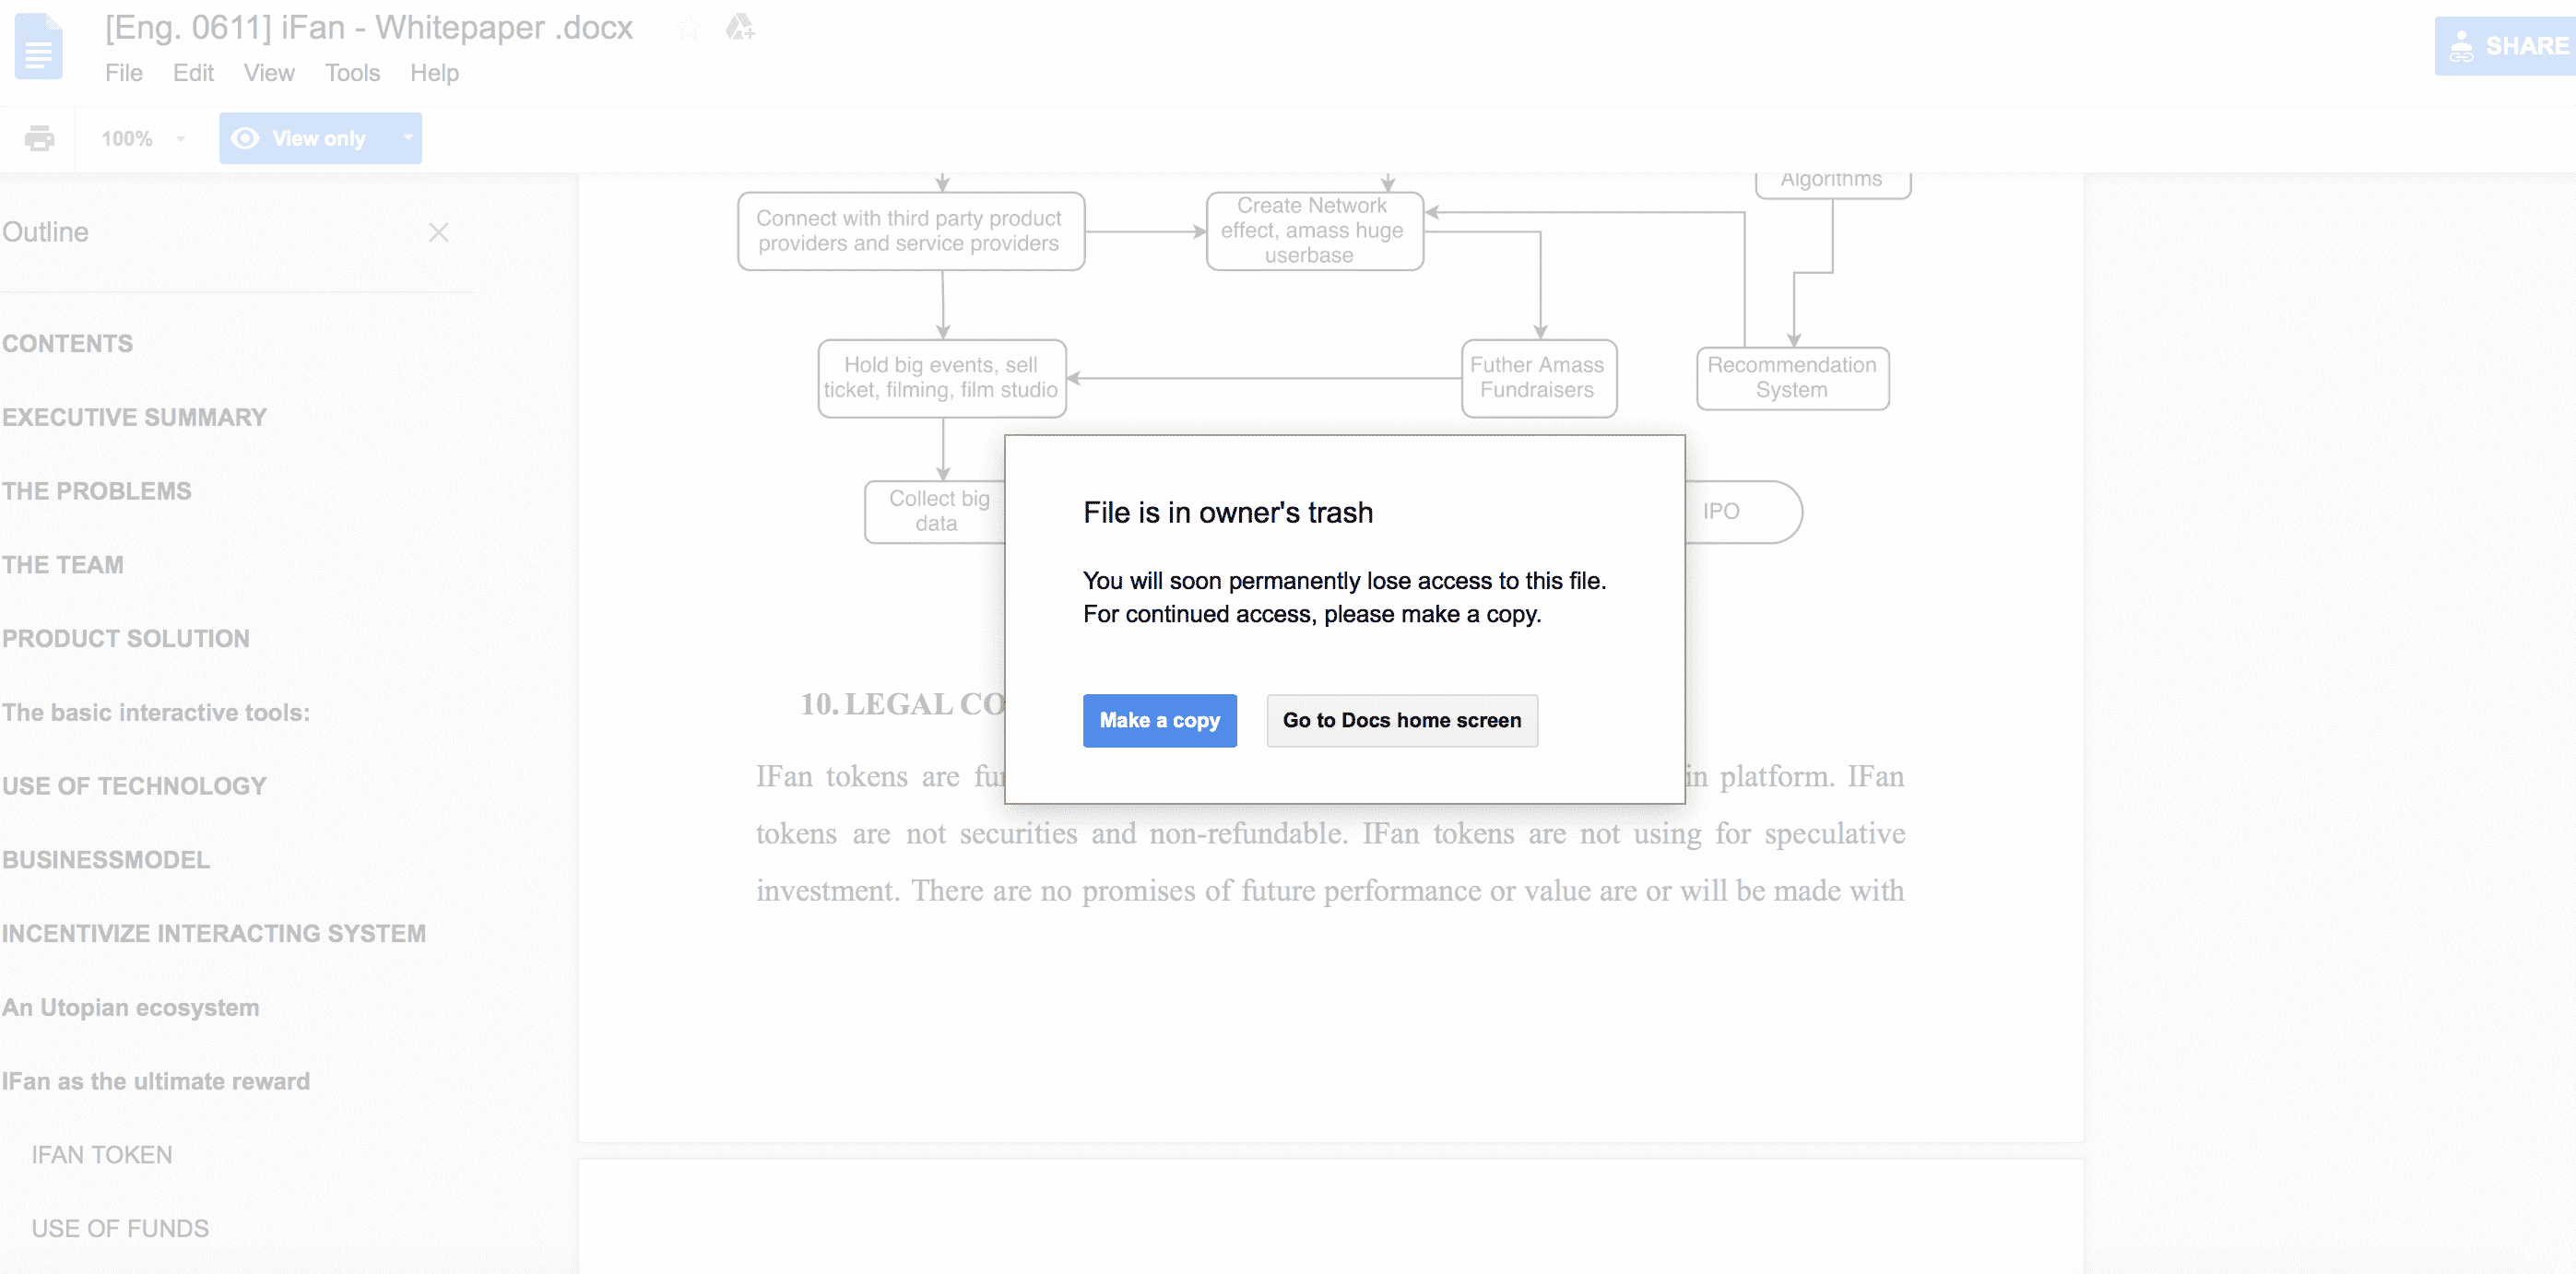 [Eng. 0611] iFan - Whitepaper .docx
File Edit View Tools Help
SHARE
100%
View only
Outline
CONTENTS
EXECUTIVE SUMMARY
THE PROBLEMS
THE TEAM
PRODUCT SOLUTION
The basic interactive tools:
USE OF TECHNOLOGY
BUSINESSMODEL
INCENTIVIZE INTERACTING SYSTEM
An Utopian ecosystem
IFan as the ultimate reward
IFAN TOKEN
USE OF FUNDS
Algorithms
Connect with third party product
providers and service providers
Create Network
effect, amass huge
userbase
Hold big events, sell
ticket, filming, film studio
Futher Amass
Fundraisers
Recommendation
System
Collect big
data
IPO
File is in owner's trash
You will soon permanently lose access to this file.
For continued access, please make a copy.
Make a copy
Go to Docs home screen
10. LEGAL CO
IFan tokens are fu in platform. IFan
tokens are not securities and non-refundable. IFan tokens are not using for speculative
investment. There are no promises of future performance or value are or will be made with